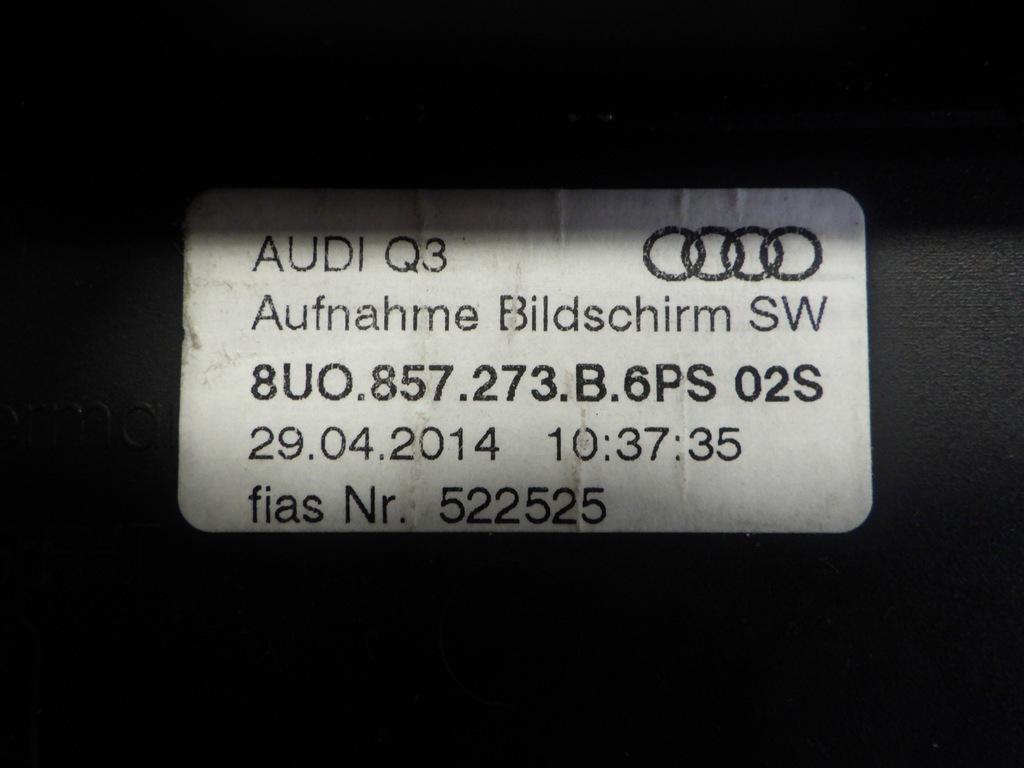 AUDI Q3
Aufnahme Bildschirm SW
8UO.857.273.B.6PS 02S
29.04.2014 10:37:35
fias Nr. 522525